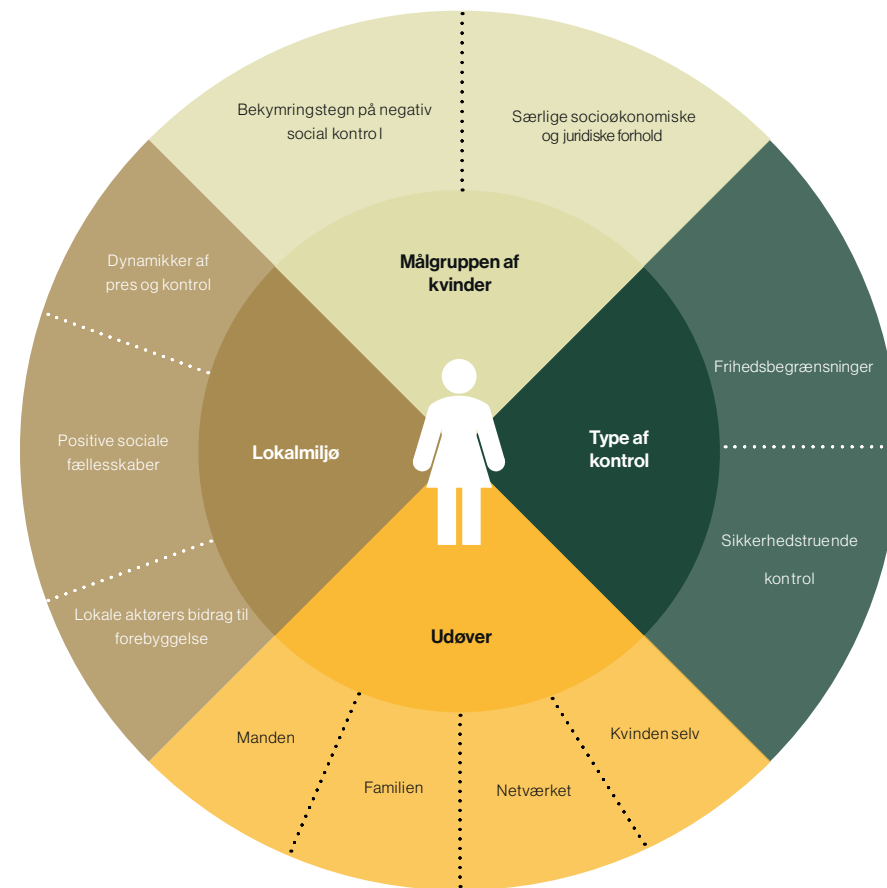 Bekymringstegn på negativ
social kontrol
Særlige socioøkonomiske
og juridiske forhold
Målgruppen af
kvinder
Dynamikker af
pres og kontrol
Positive sociale
fællesskaber
Lokale aktørers bidrag til
forebyggelse
Lokalmiljø
Type af
kontrol
Frihedsbegrænsninger
Sikkerhedstruende
kontrol
Udøver
Manden
Familien
Netværket
Kvinden selv